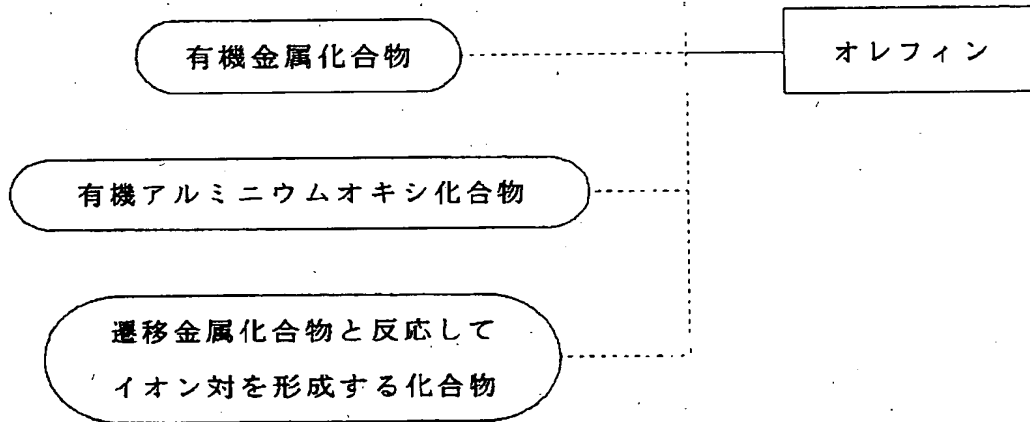 有機金属化合物
オレフィン
有機アルミニウムオキシ化合物
遷移金属化合物と反応して
イオン対を形成する化合物